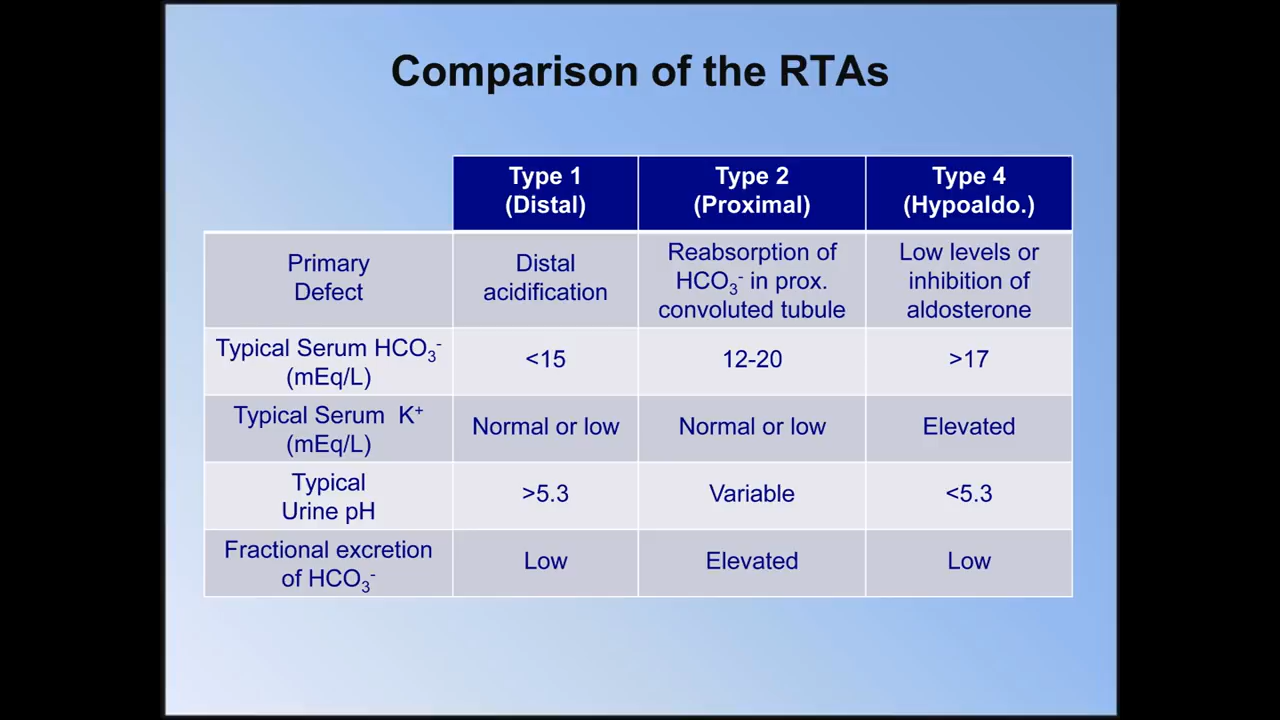 Comparison of the RTAs
Type 1
(Distal)
Type 2
(Proximal)
Type 4
(Hypoaldo.)
Primary
Defect
Distal
acidification
Reabsorption of
HCO₃⁻ in prox.
convoluted tubule
Low levels or
inhibition of
aldosterone
Typical Serum HCO₃⁻
(mEq/L)
<15
12-20
>17
Typical Serum K⁺
(mEq/L)
Normal or low
Normal or low
Elevated
Typical
Urine pH
>5.3
Variable
<5.3
Fractional excretion
of HCO₃⁻
Low
Elevated
Low